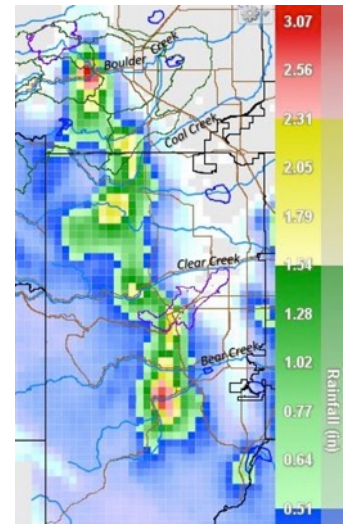 3.07
Boulder Creek
2.56
2.31
Coal Creek
2.05
1.79
1.54
Clear Creek
1.28
1.02
Bear Creek
0.77
0.64
0.51
Rainfall (in)